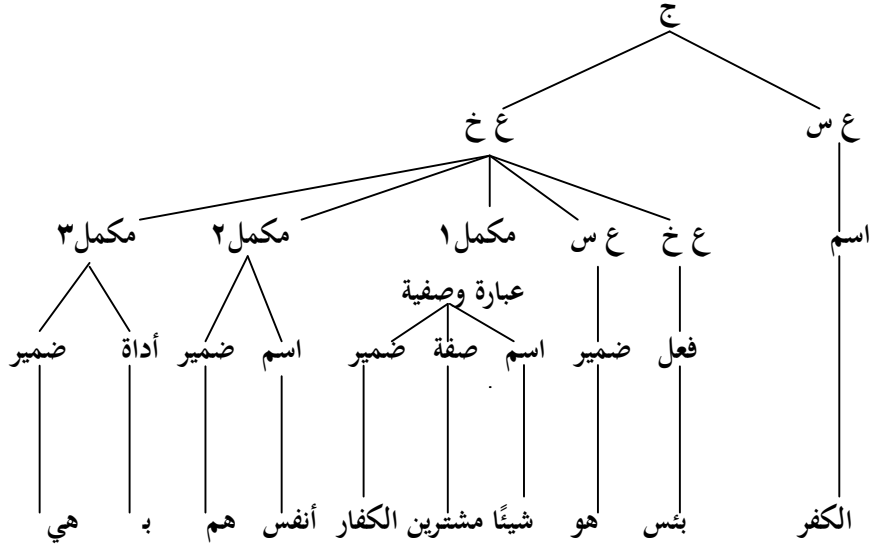 ج
ع س ع خ
اسم ع خ ع س مكمل١ مكمل٢ مكمل٣
عبارة وصفية
فعل ضمير اسم صفة ضمير اسم ضمير أداة ضمير
الكفر بئس هو شيئًا مشترين الكفار أنفس هم بـ هي